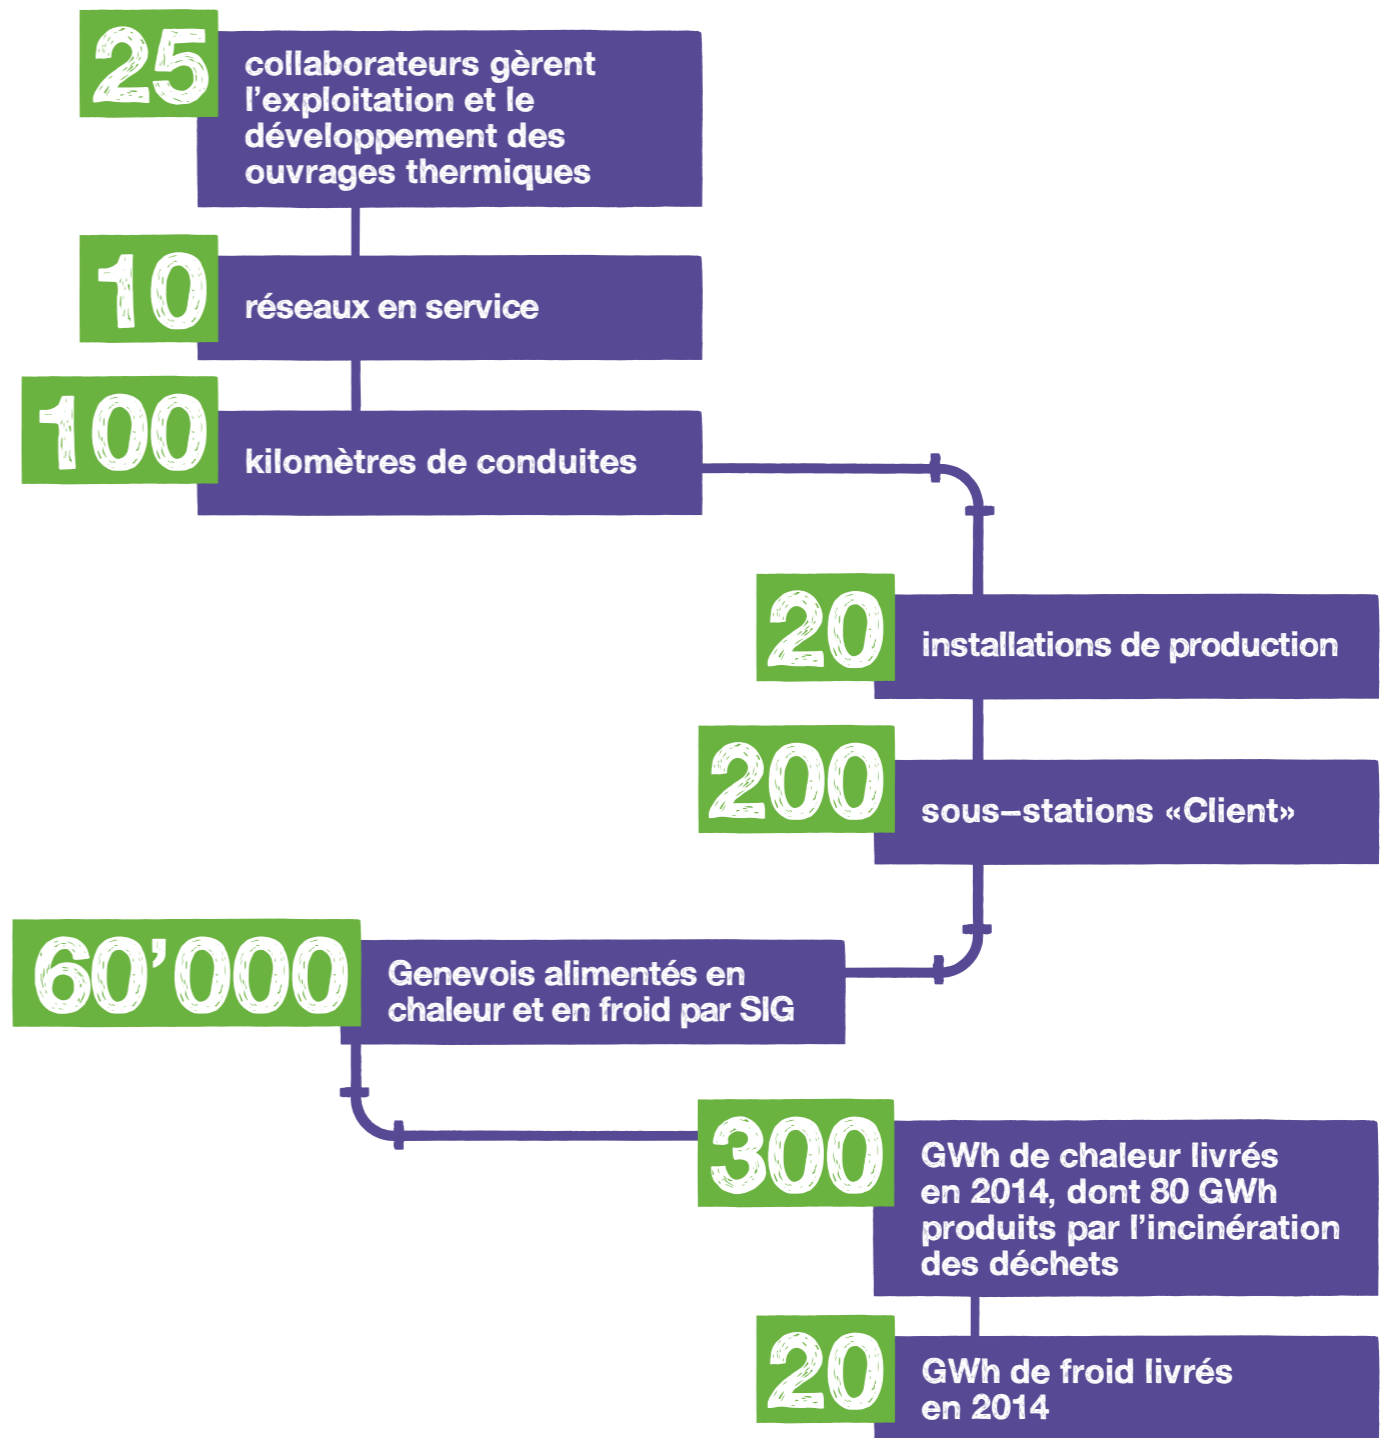 25
collaborateurs gèrent
l’exploitation et le
développement des
ouvrages thermiques
10
réseaux en service
100
kilomètres de conduites
20
installations de production
200
sous–stations «Client»
60’000
Genevois alimentés en
chaleur et en froid par SIG
300
GWh de chaleur livrés
en 2014, dont 80 GWh
produits par l’incinération
des déchets
20
GWh de froid livrés
en 2014